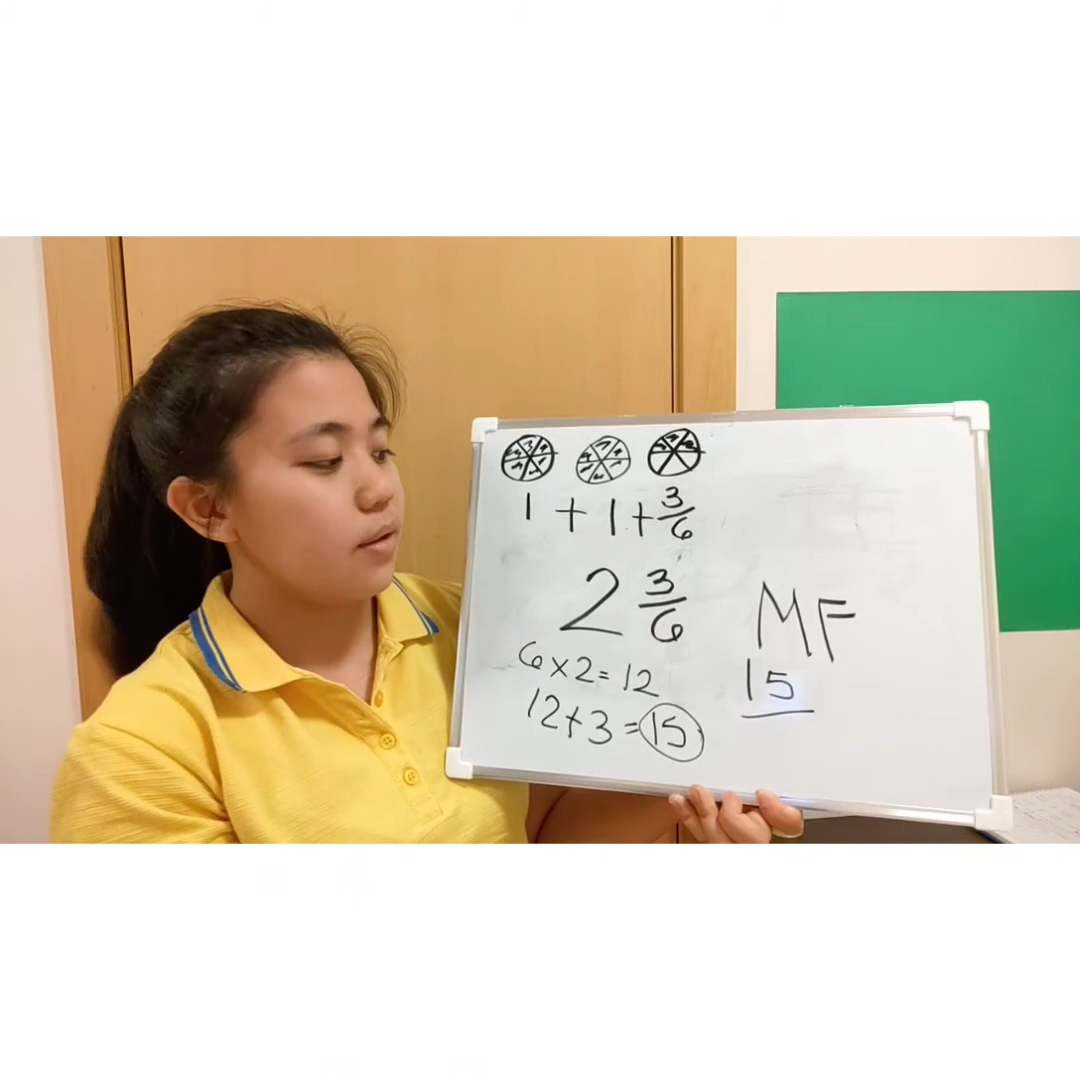 1 + 1 + 3/6
2 3/6
6 x 2 = 12
12 + 3 = 15
MF
15